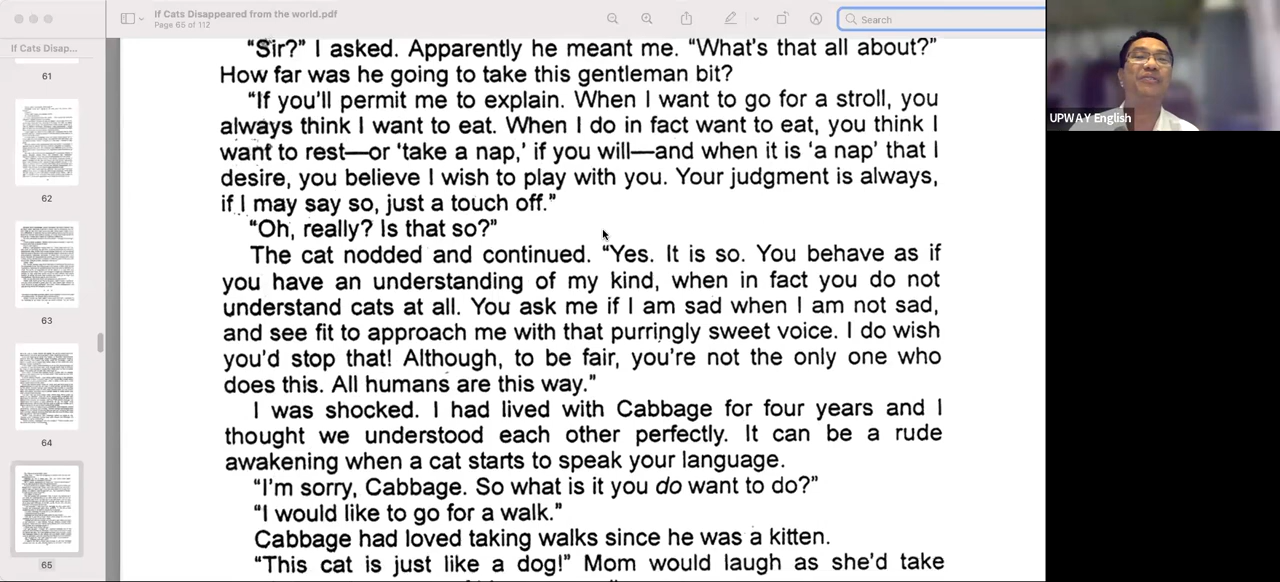 If Cats Disappeared from the world.pdf
Page 65 of 112
Search
If Cats Disap...
61
62
63
64
65
UPWAY English
“Sir?” I asked. Apparently he meant me. “What's that all about?”
How far was he going to take this gentleman bit?
“If you'll permit me to explain. When I want to go for a stroll, you
always think I want to eat. When I do in fact want to eat, you think I
want to rest—or ‘take a nap,’ if you will—and when it is ‘a nap’ that I
desire, you believe I wish to play with you. Your judgment is always,
if I may say so, just a touch off.”
“Oh, really? Is that so?”
The cat nodded and continued. “Yes. It is so. You behave as if
you have an understanding of my kind, when in fact you do not
understand cats at all. You ask me if I am sad when I am not sad,
and see fit to approach me with that purringly sweet voice. I do wish
you'd stop that! Although, to be fair, you're not the only one who
does this. All humans are this way.”
I was shocked. I had lived with Cabbage for four years and I
thought we understood each other perfectly. It can be a rude
awakening when a cat starts to speak your language.
“I'm sorry, Cabbage. So what is it you do want to do?”
“I would like to go for a walk.”
Cabbage had loved taking walks since he was a kitten.
“This cat is just like a dog!” Mom would laugh as she'd take